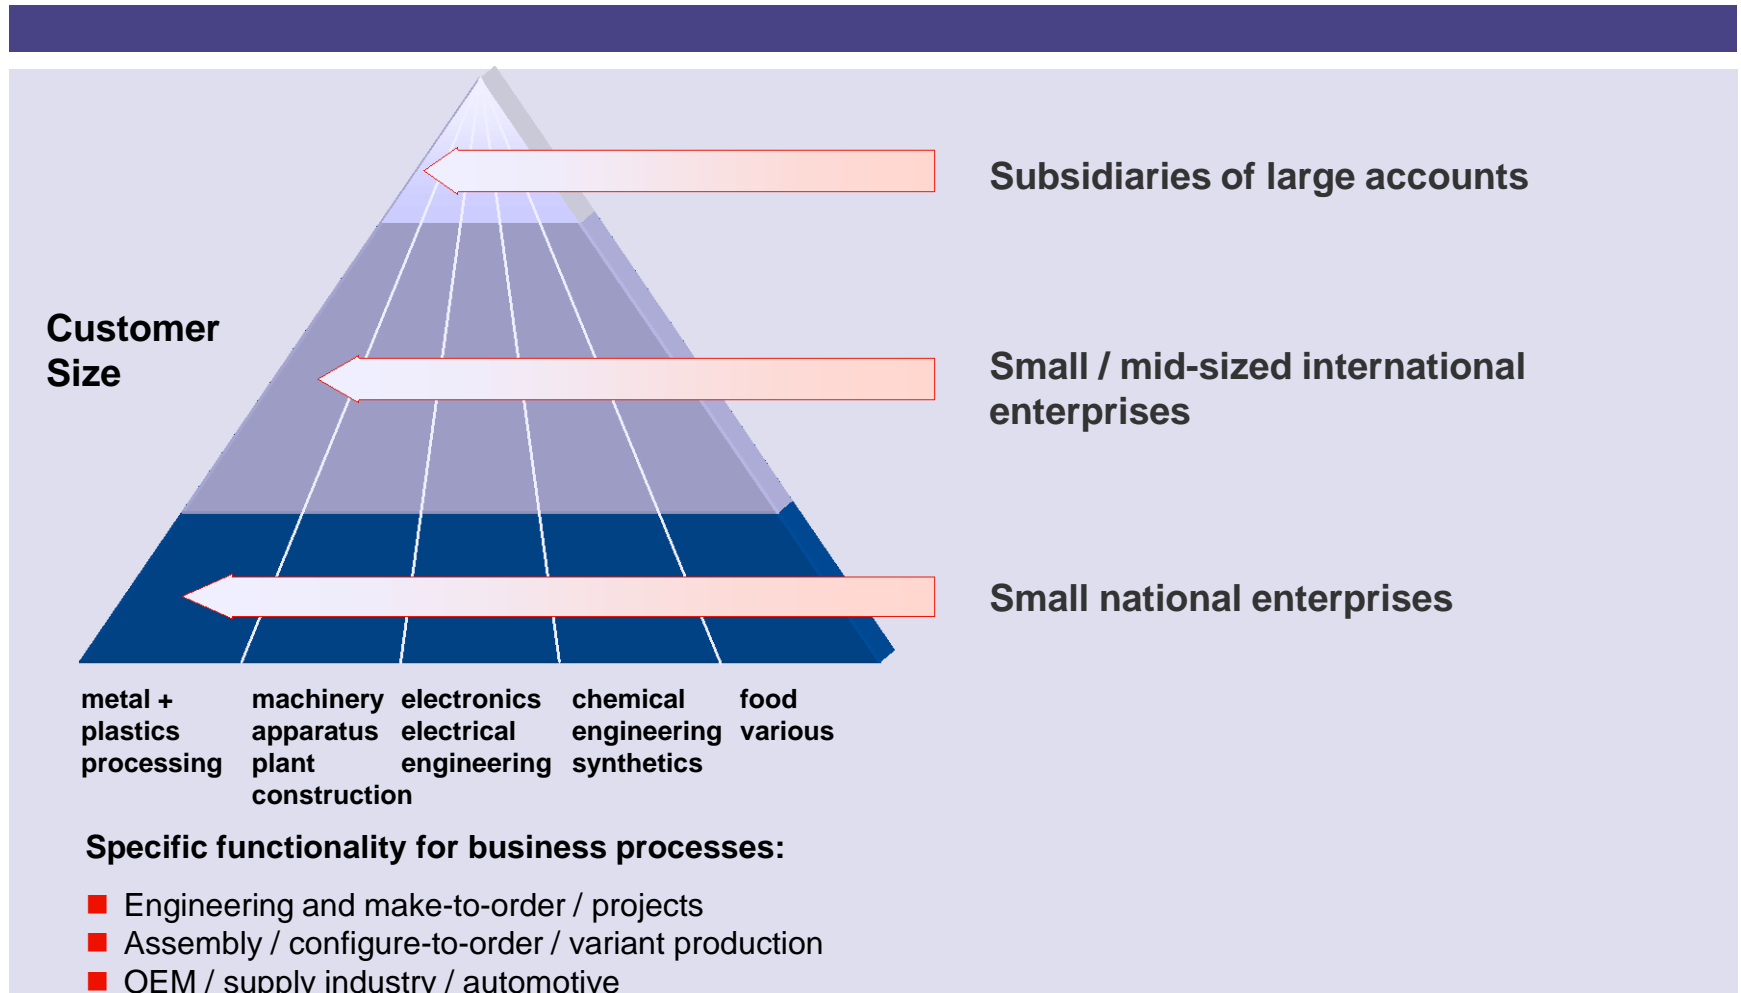 Subsidiaries of large accounts
Customer
Size
Small / mid-sized international
enterprises
Small national enterprises
metal +
plastics
processing
machinery
apparatus
plant
construction
electronics
electrical
engineering
chemical
engineering
synthetics
food
various
Specific functionality for business processes:
Engineering and make-to-order / projects
Assembly / configure-to-order / variant production
OEM / supply industry / automotive